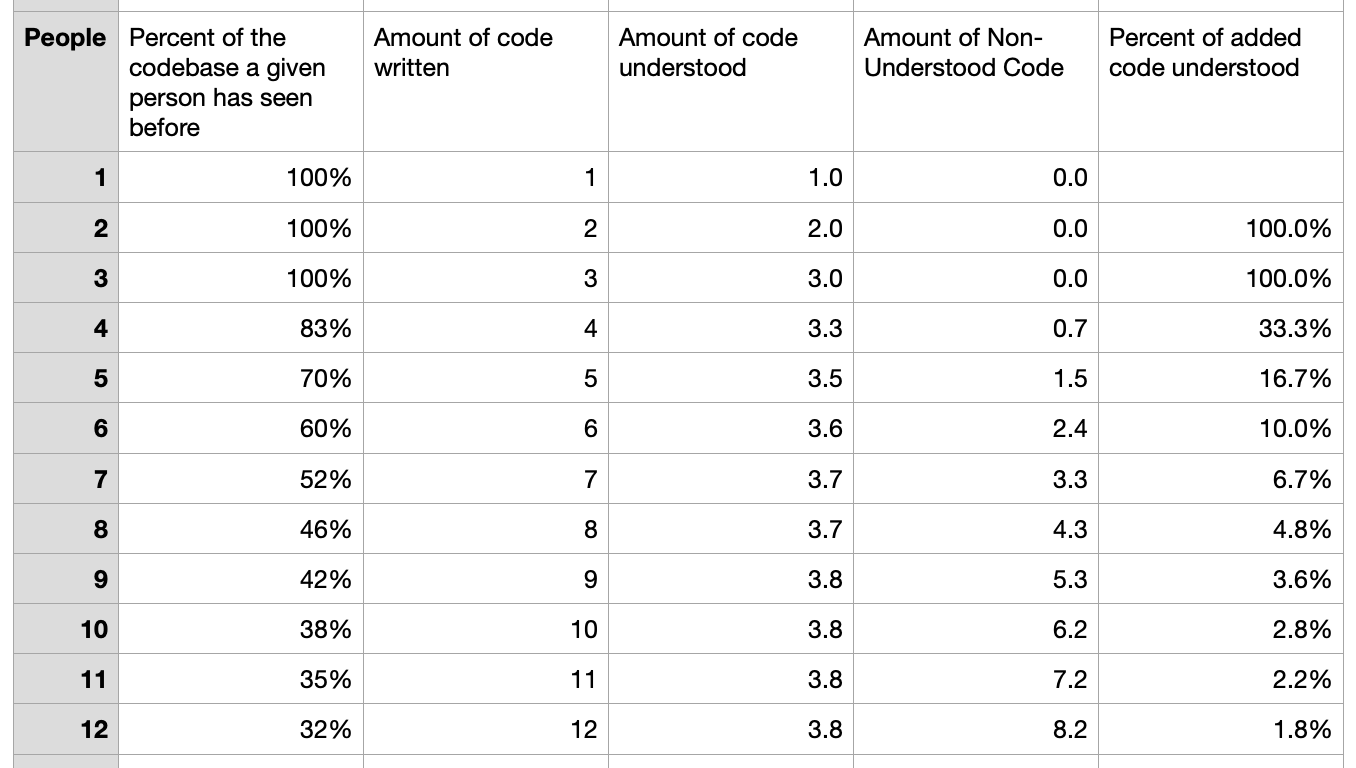 People Percent of the Amount of code Amount of code Amount of Non- Percent of added
codebase a given written understood Understood Code code understood
person has seen
before
1 100% 1 1.0 0.0
2 100% 2 2.0 0.0 100.0%
3 100% 3 3.0 0.0 100.0%
4 83% 4 3.3 0.7 33.3%
5 70% 5 3.5 1.5 16.7%
6 60% 6 3.6 2.4 10.0%
7 52% 7 3.7 3.3 6.7%
8 46% 8 3.7 4.3 4.8%
9 42% 9 3.8 5.3 3.6%
10 38% 10 3.8 6.2 2.8%
11 35% 11 3.8 7.2 2.2%
12 32% 12 3.8 8.2 1.8%